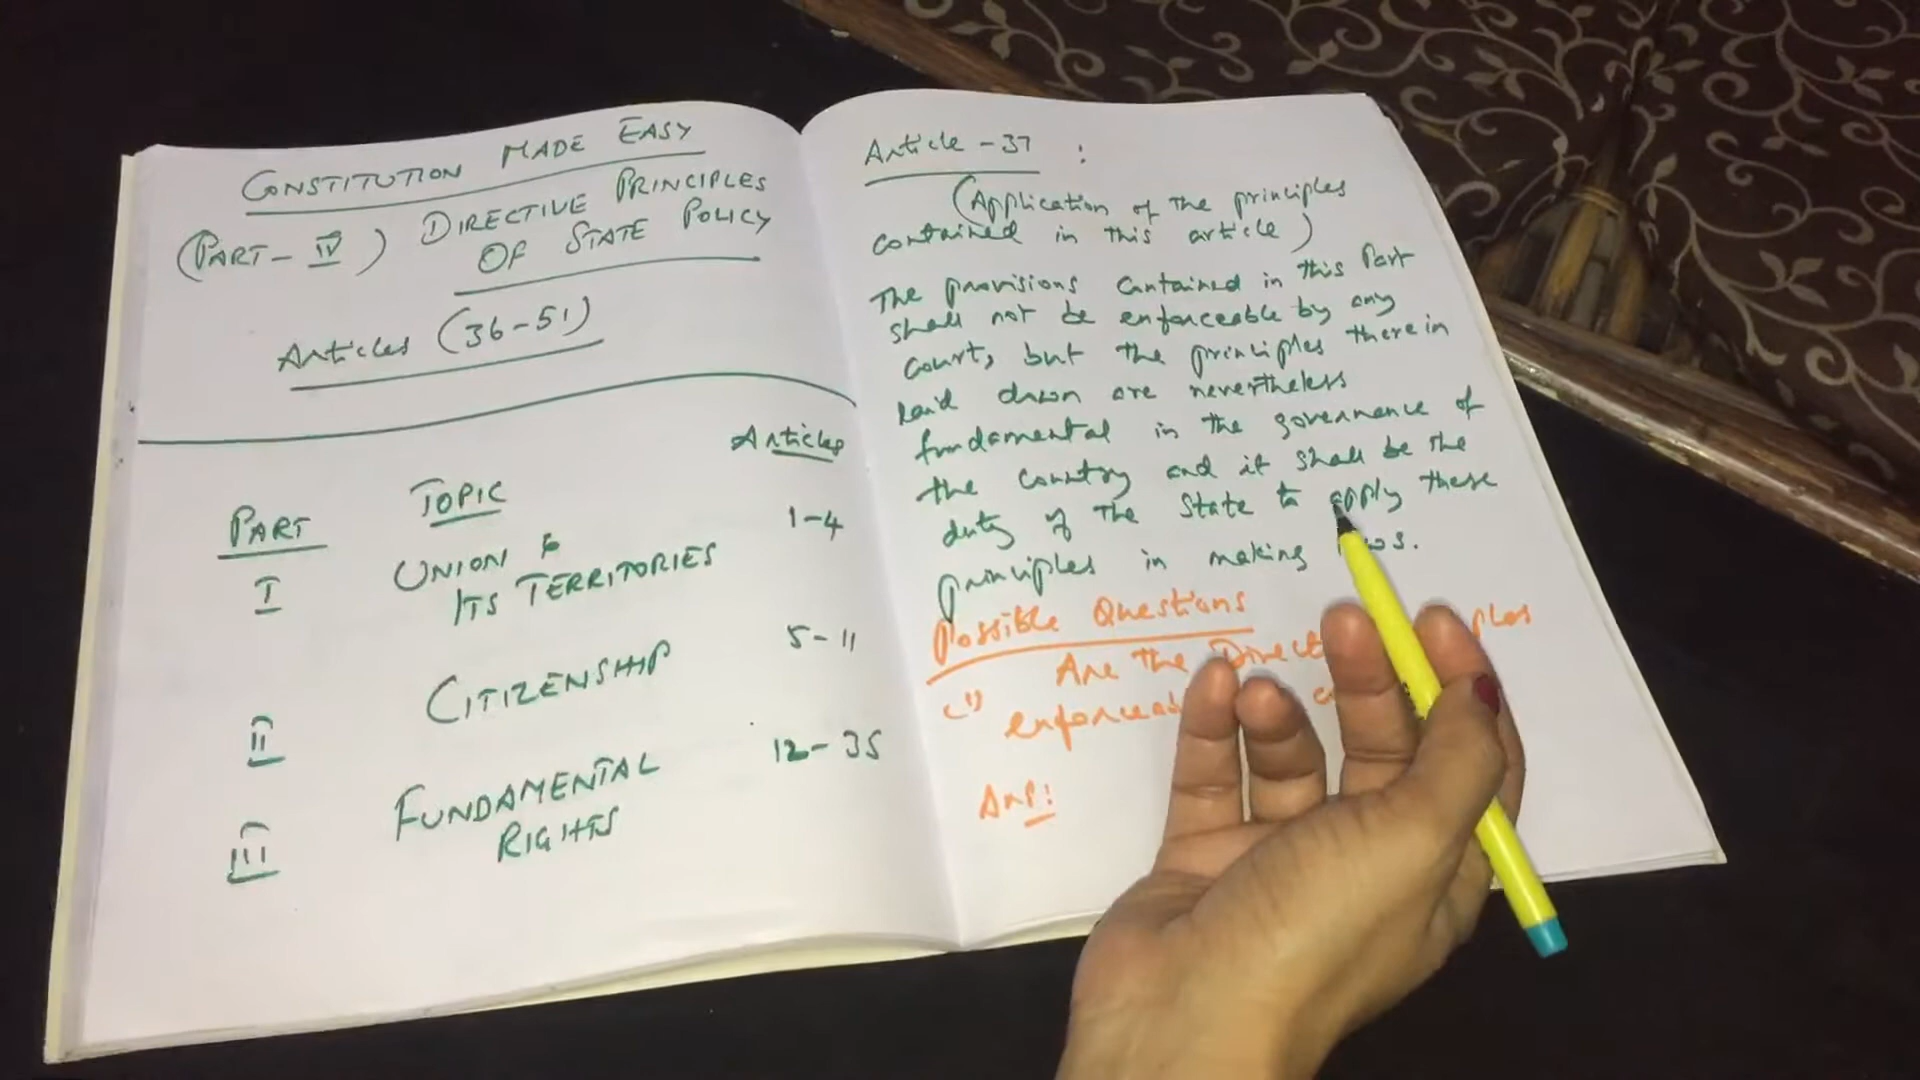 CONSTITUTION MADE EASY
(PART-IV) DIRECTIVE PRINCIPLES
OF STATE POLICY
Articles (36-51)
PART TOPIC Articles
I UNION & 1-4
ITS TERRITORIES
II CITIZENSHIP 5-11
III FUNDAMENTAL 12-35
RIGHTS
Article-37 :
(Application of the principles
contained in this article)
The provisions contained in this Part
shall not be enforceable by any
court, but the principles therein
laid down are nevertheless
fundamental in the governance of
the country and it shall be the
duty of the State to apply these
principles in making
Possible Questions
(1) Are the
Ans: